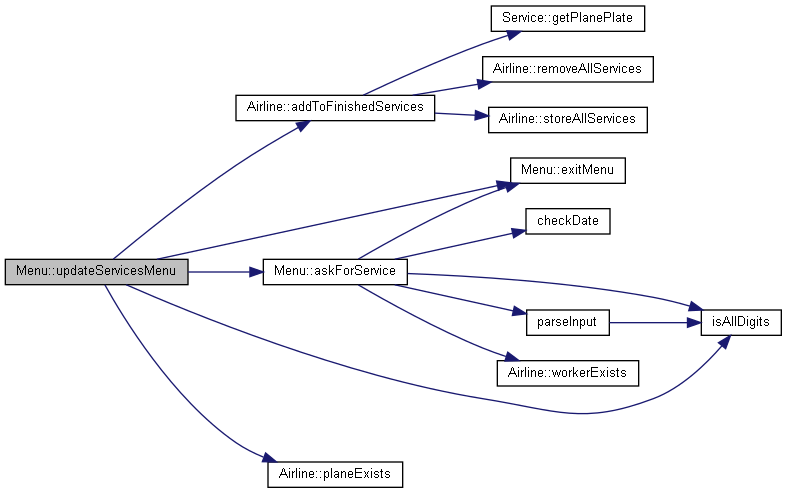 Service::getPlanePlate
Airline::removeAllServices
Airline::addToFinishedServices
Airline::storeAllServices
Menu::exitMenu
checkDate
Menu::updateServicesMenu
Menu::askForService
parseInput
isAllDigits
Airline::workerExists
Airline::planeExists